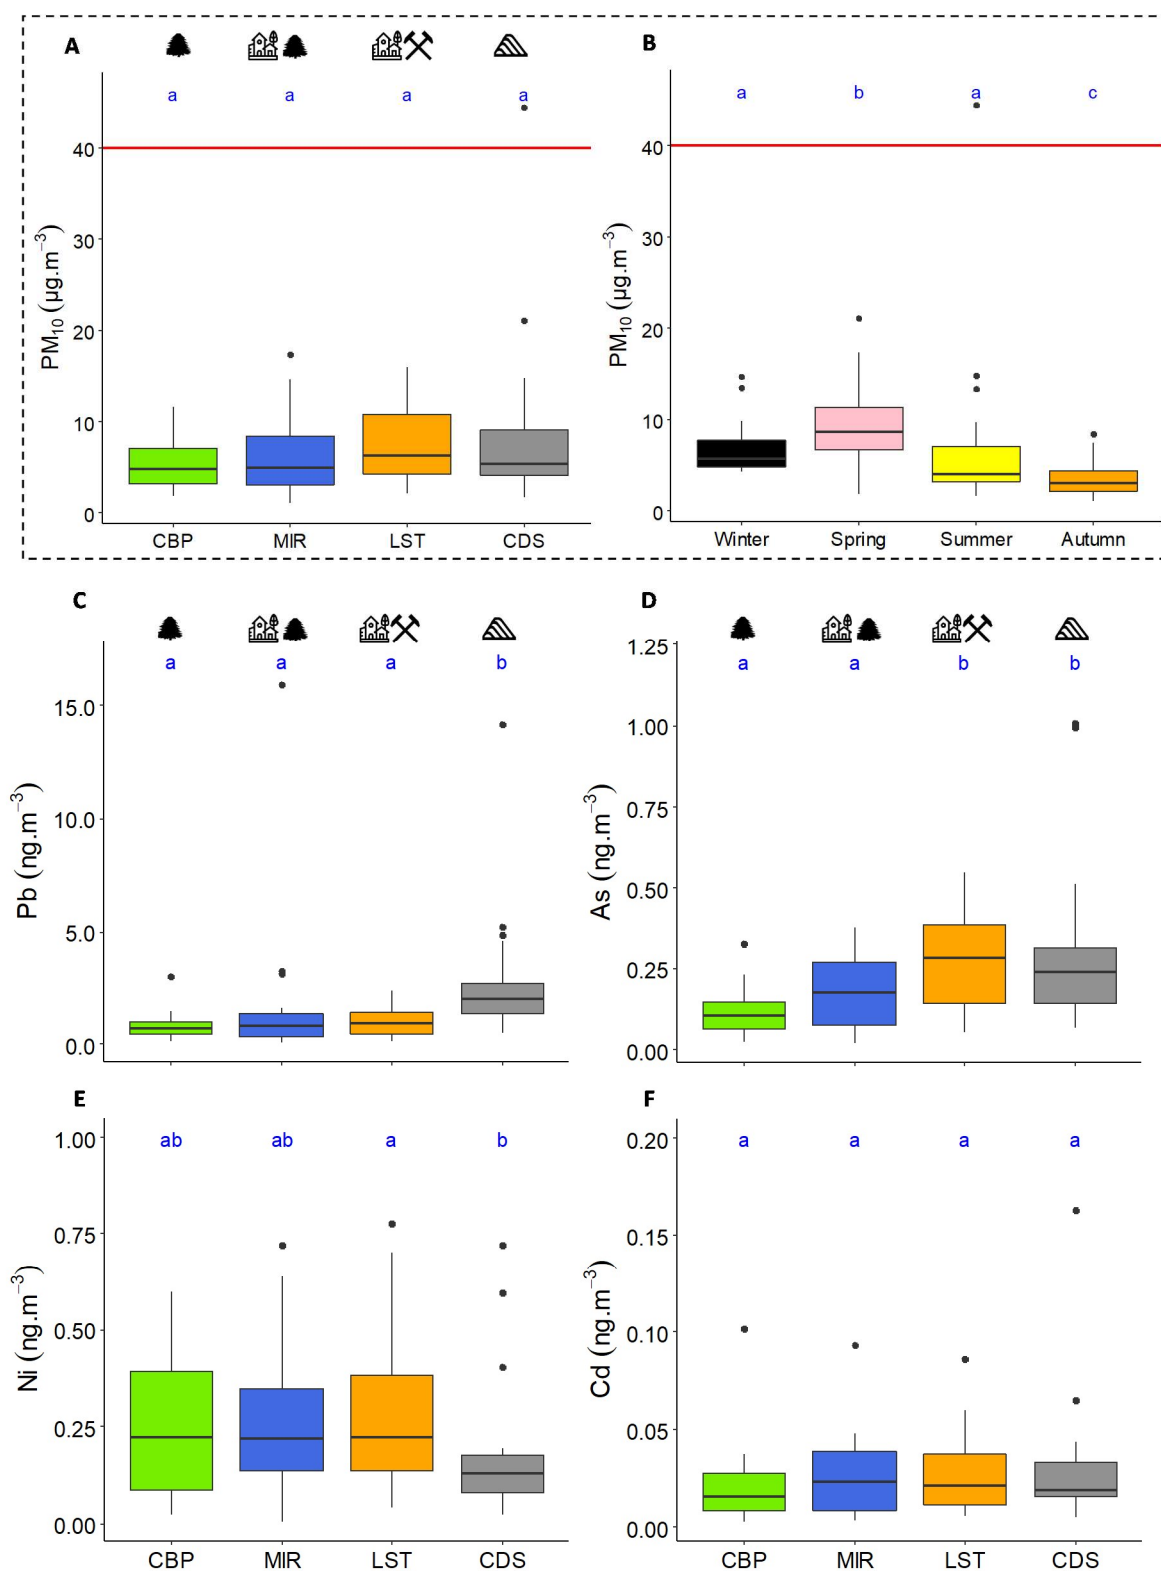 A
B
a a a a
a b a c
40
30
20
10
0
PM10 (µg.m−3)
CBP MIR LST CDS
40
30
20
10
0
PM10 (µg.m−3)
Winter Spring Summer Autumn
C
D
a a a b
15.0
10.0
5.0
0.0
Pb (ng.m−3)
a a b b
1.25
1.00
0.75
0.50
0.25
0.00
As (ng.m−3)
E
F
ab ab a b
1.00
0.75
0.50
0.25
0.00
Ni (ng.m−3)
CBP MIR LST CDS
a a a a
0.20
0.15
0.10
0.05
0.00
Cd (ng.m−3)
CBP MIR LST CDS